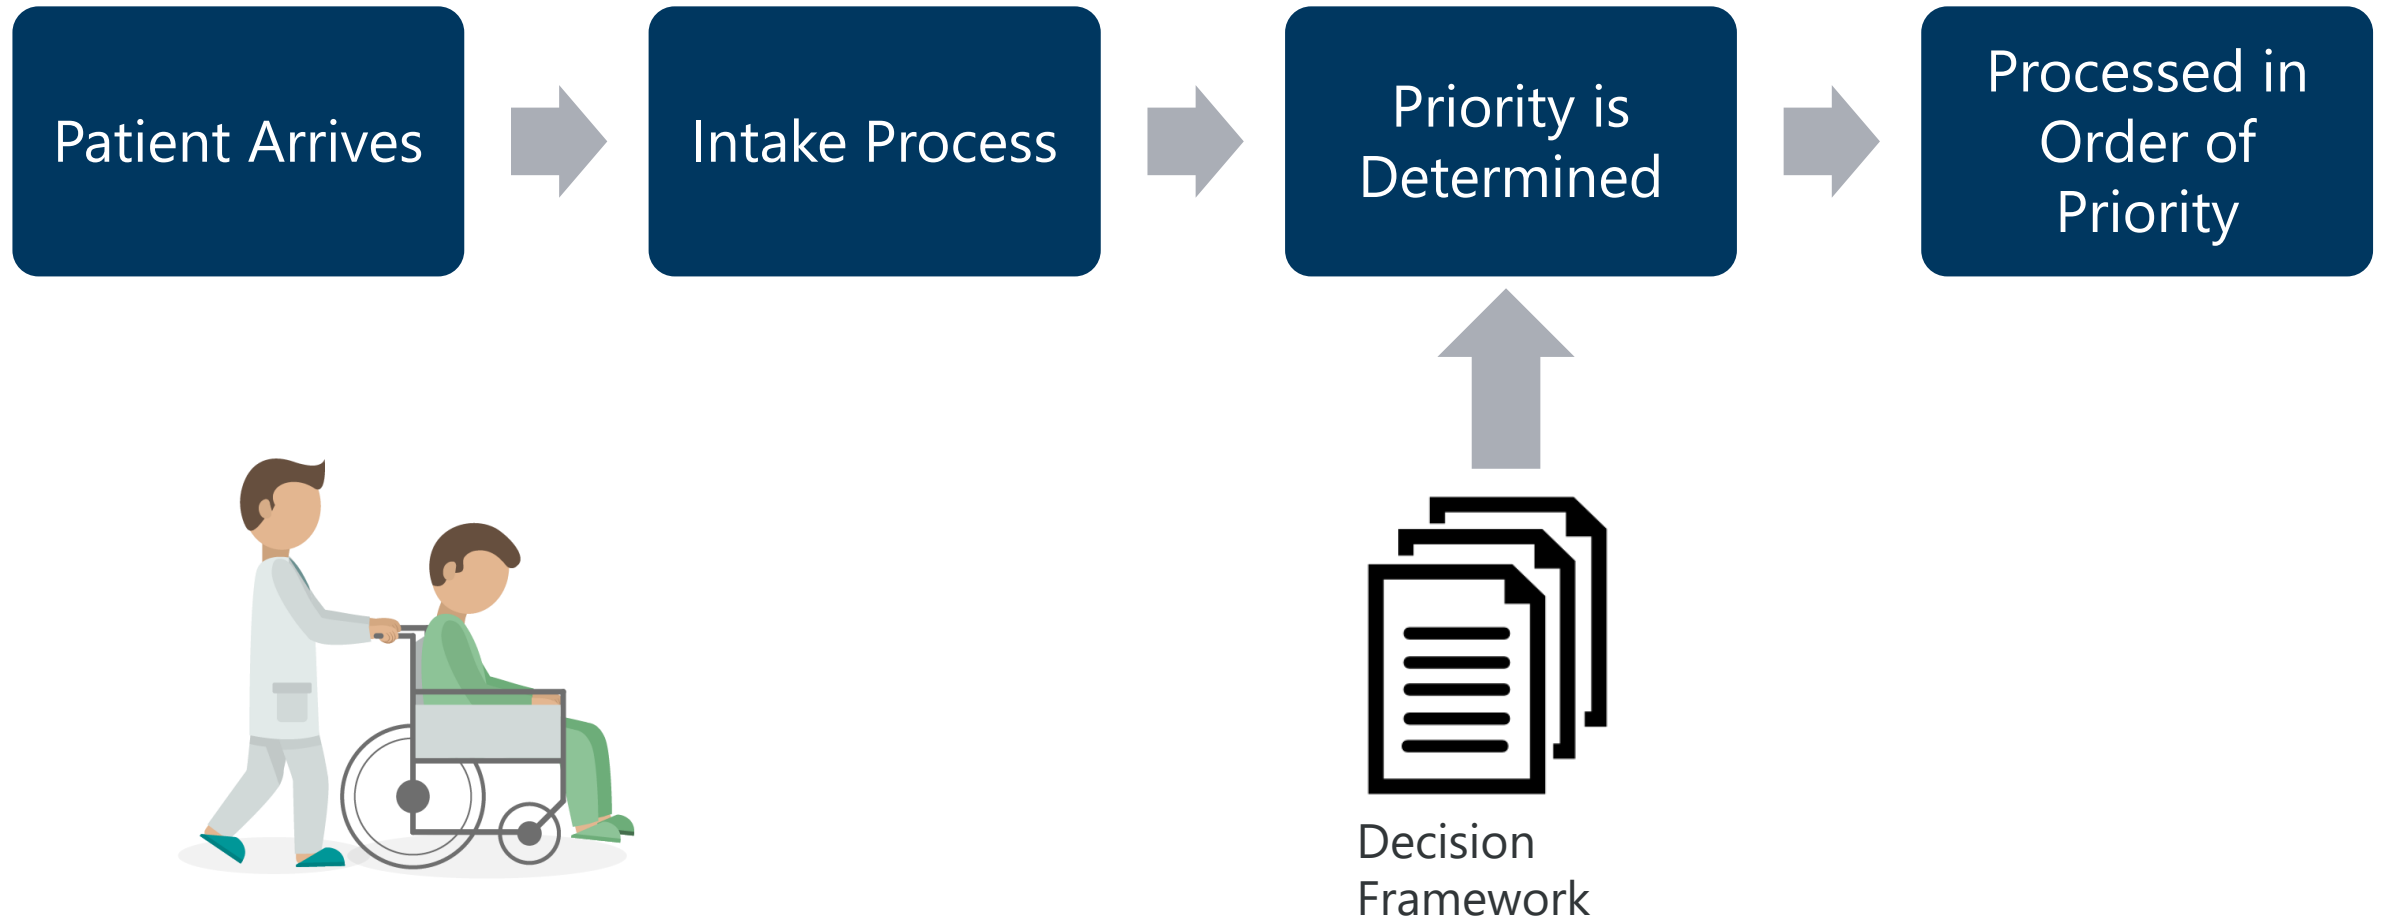 Patient Arrives
Intake Process
Priority is
Determined
Processed in
Order of
Priority
Decision
Framework